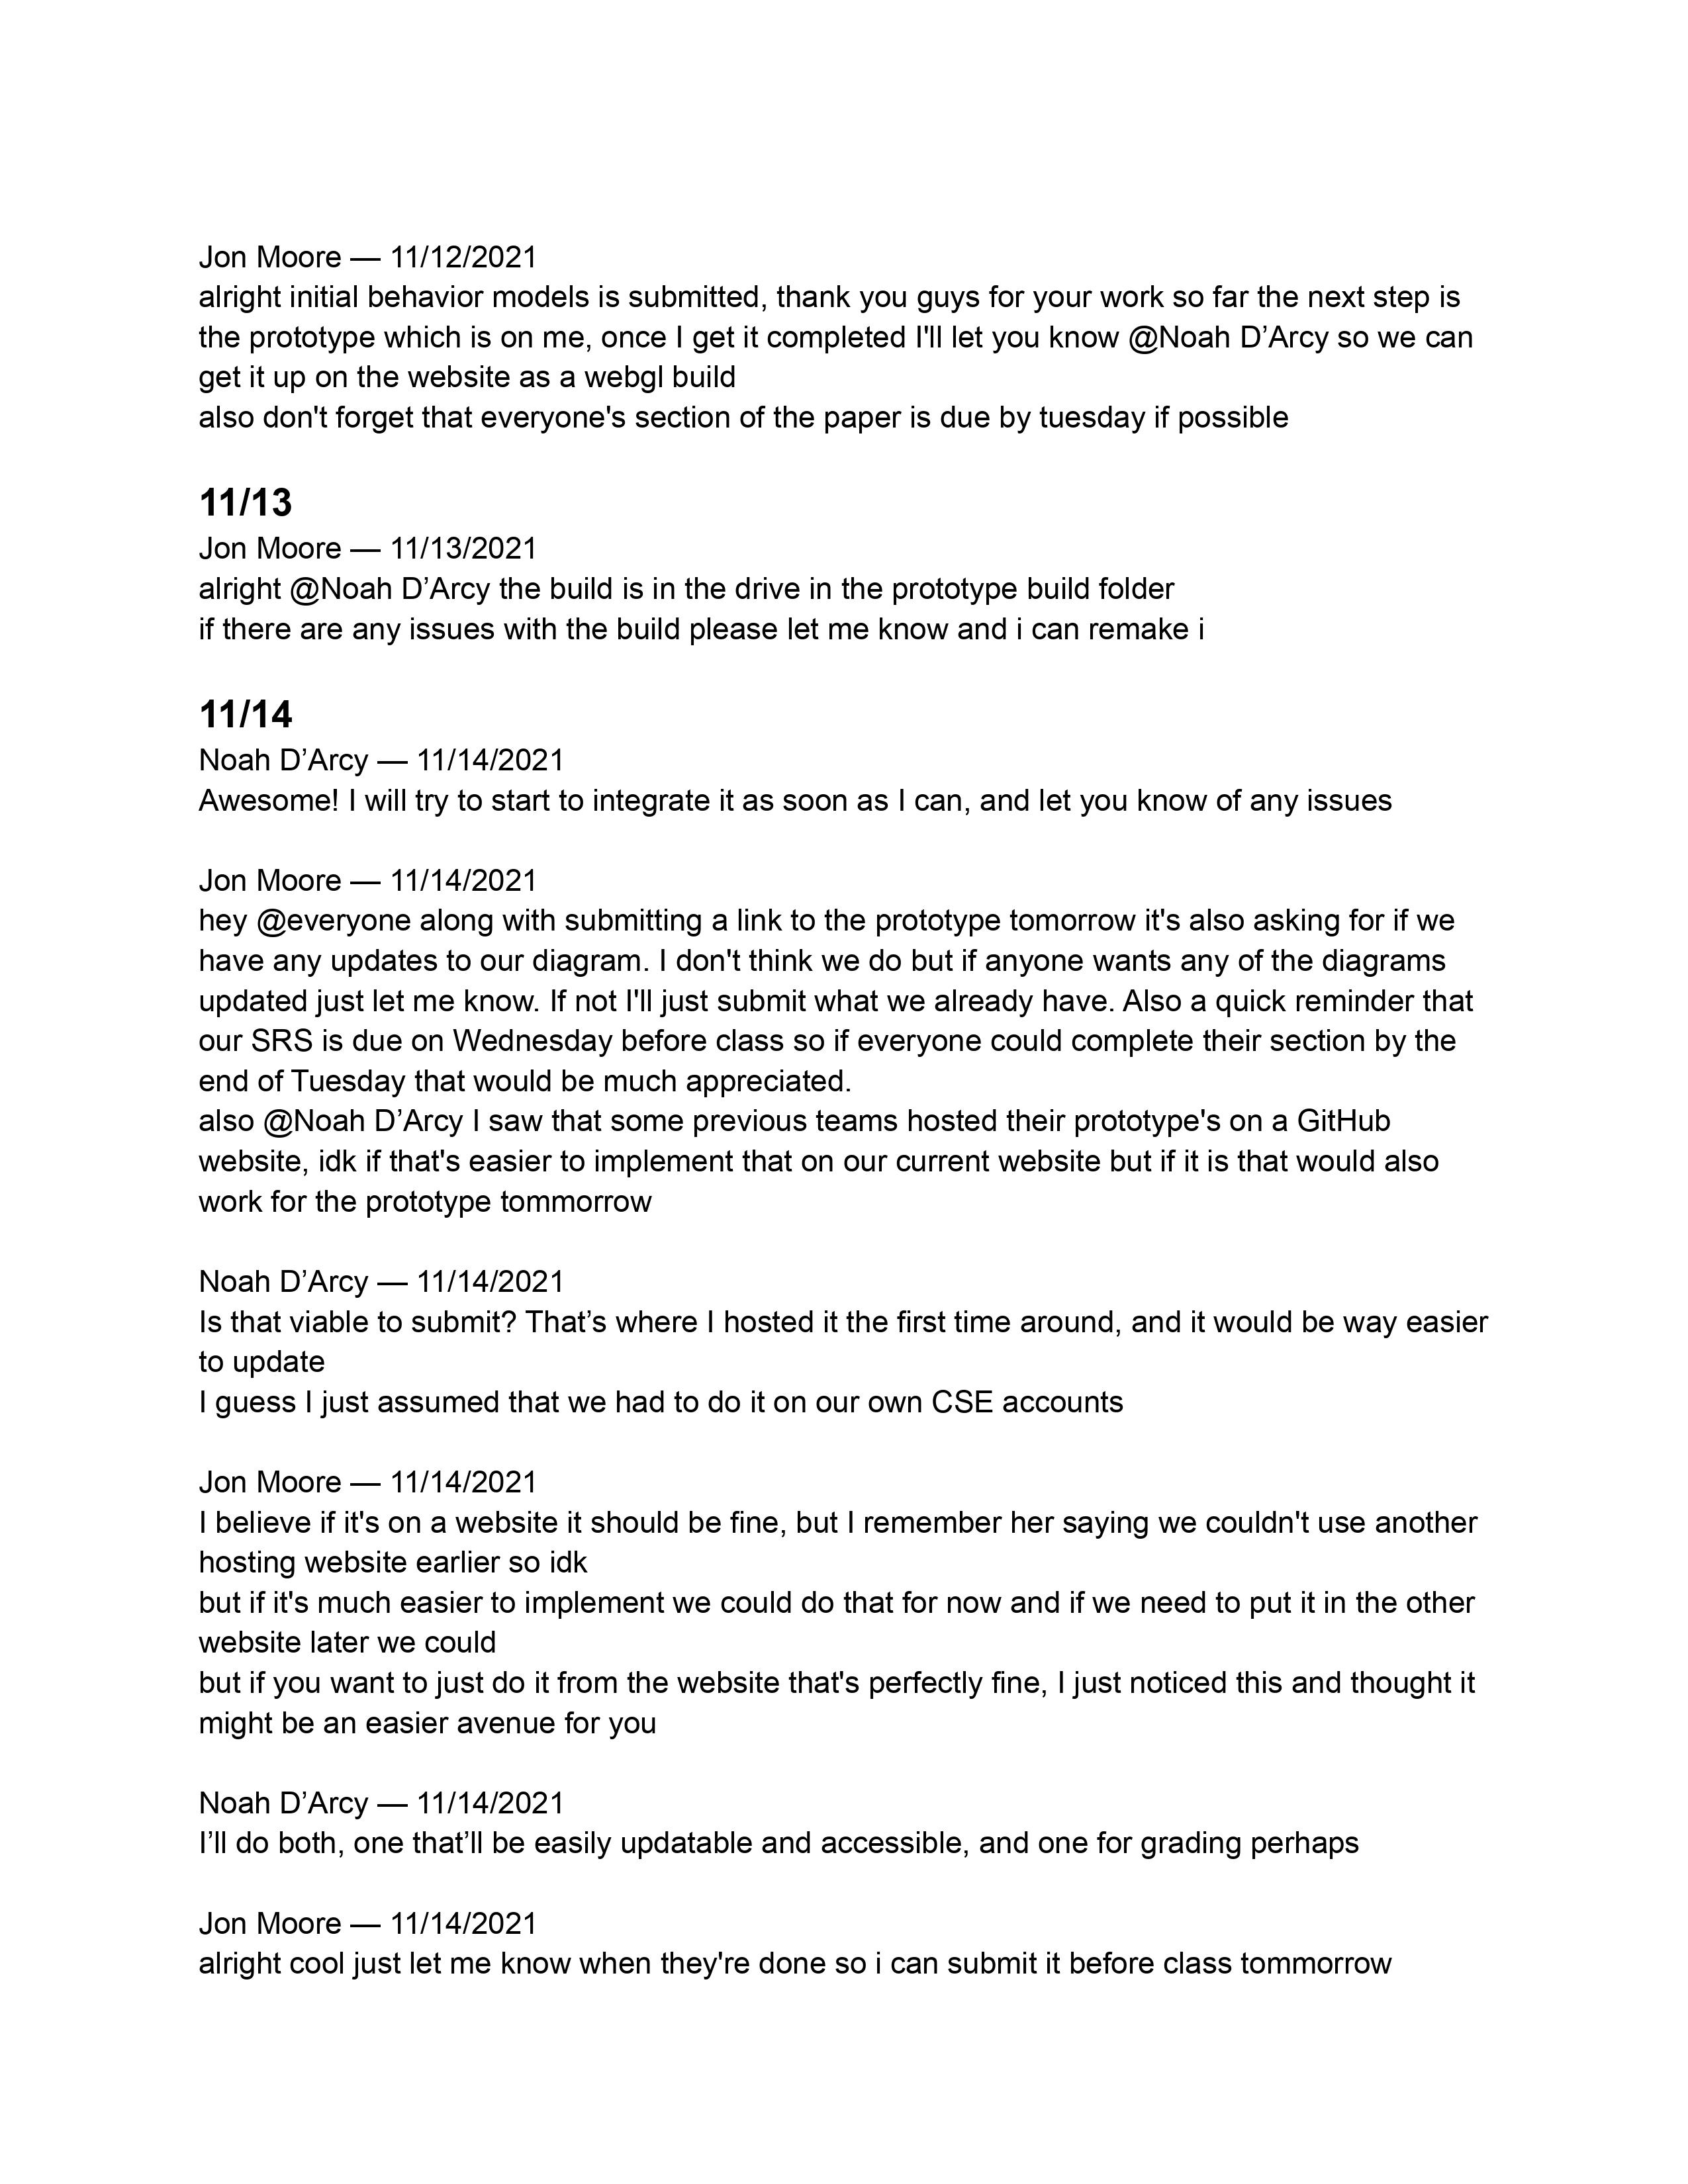 Jon Moore — 11/12/2021
alright initial behavior models is submitted, thank you guys for your work so far the next step is
the prototype which is on me, once I get it completed I'll let you know @Noah D’Arcy so we can
get it up on the website as a webgl build
also don't forget that everyone's section of the paper is due by tuesday if possible
11/13
Jon Moore — 11/13/2021
alright @Noah D’Arcy the build is in the drive in the prototype build folder
if there are any issues with the build please let me know and i can remake i
11/14
Noah D’Arcy — 11/14/2021
Awesome! I will try to start to integrate it as soon as I can, and let you know of any issues
Jon Moore — 11/14/2021
hey @everyone along with submitting a link to the prototype tomorrow it's also asking for if we
have any updates to our diagram. I don't think we do but if anyone wants any of the diagrams
updated just let me know. If not I'll just submit what we already have. Also a quick reminder that
our SRS is due on Wednesday before class so if everyone could complete their section by the
end of Tuesday that would be much appreciated.
also @Noah D’Arcy I saw that some previous teams hosted their prototype's on a GitHub
website, idk if that's easier to implement that on our current website but if it is that would also
work for the prototype tommorrow
Noah D’Arcy — 11/14/2021
Is that viable to submit? That’s where I hosted it the first time around, and it would be way easier
to update
I guess I just assumed that we had to do it on our own CSE accounts
Jon Moore — 11/14/2021
I believe if it's on a website it should be fine, but I remember her saying we couldn't use another
hosting website earlier so idk
but if it's much easier to implement we could do that for now and if we need to put it in the other
website later we could
but if you want to just do it from the website that's perfectly fine, I just noticed this and thought it
might be an easier avenue for you
Noah D’Arcy — 11/14/2021
I’ll do both, one that’ll be easily updatable and accessible, and one for grading perhaps
Jon Moore — 11/14/2021
alright cool just let me know when they're done so i can submit it before class tommorrow